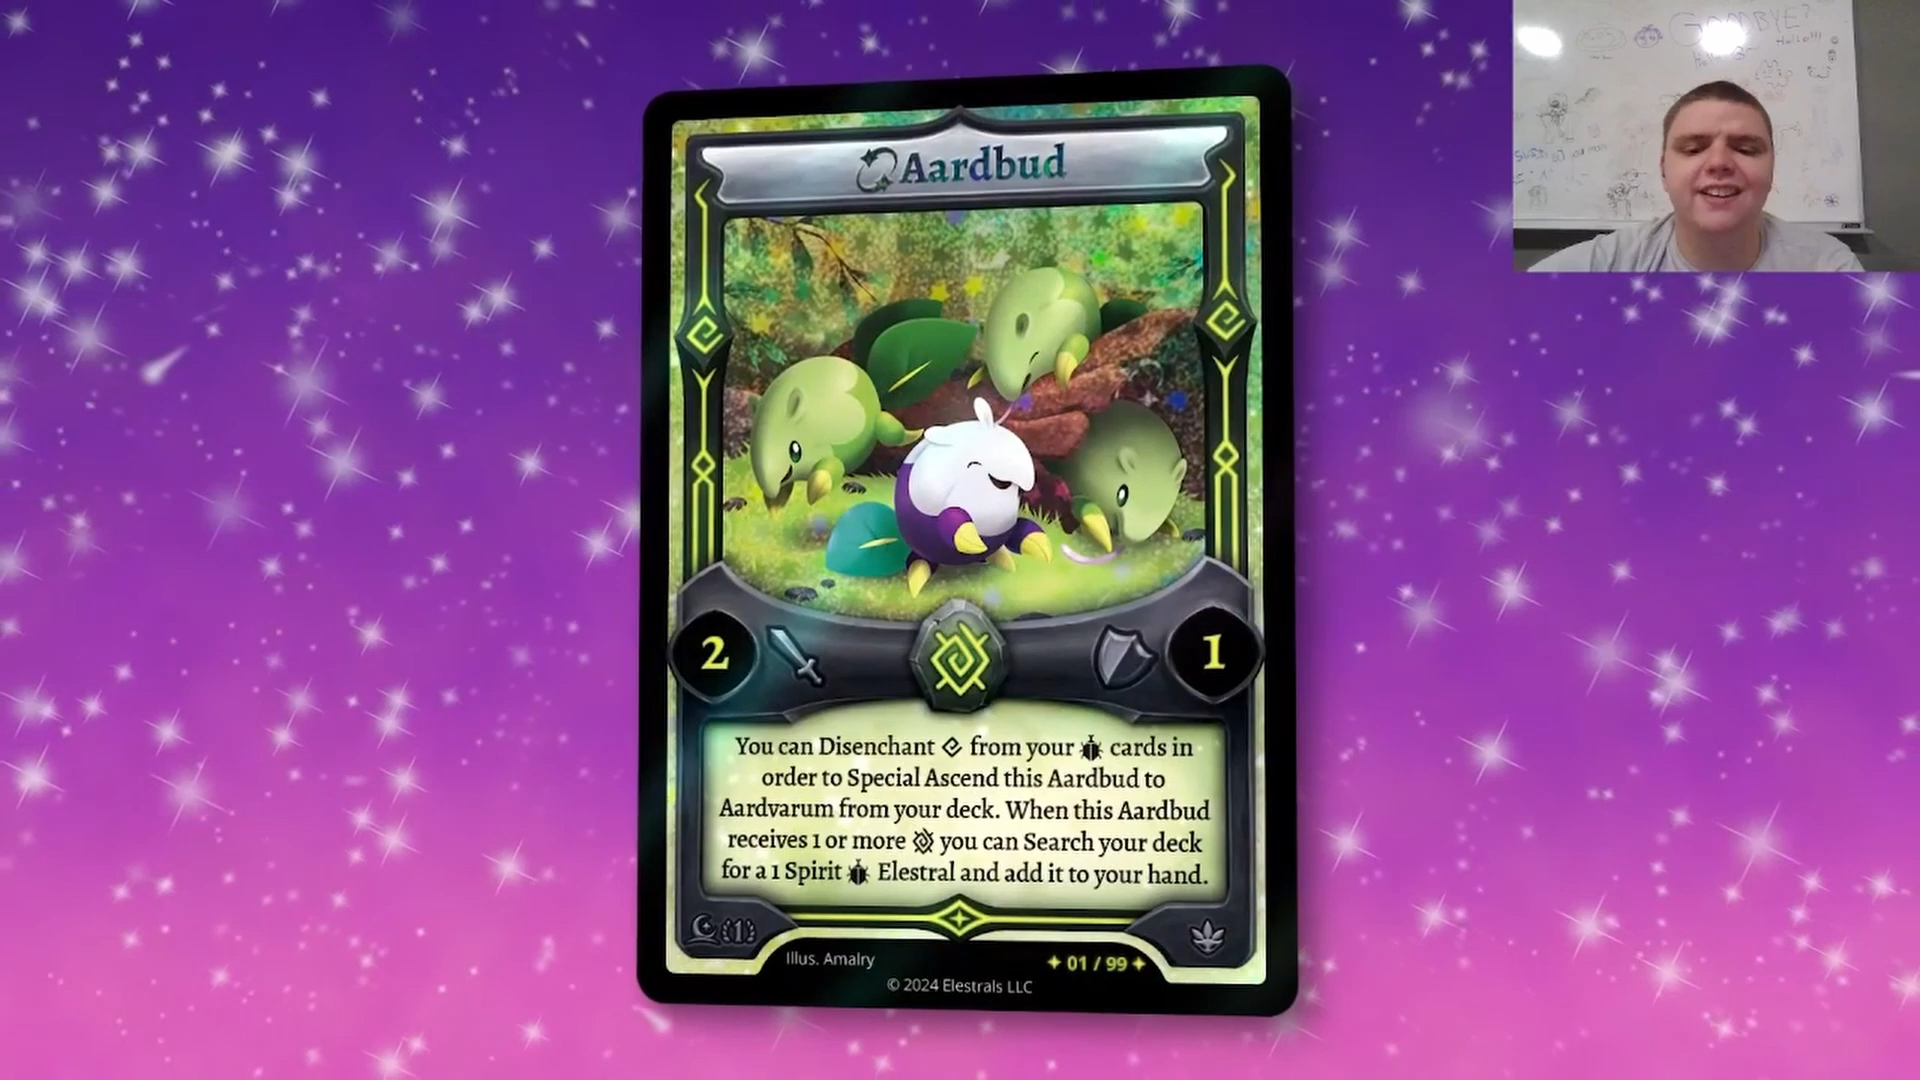 GOODBYE?
Hello!!!
Aardbud
2
1
You can Disenchant from your cards in
order to Special Ascend this Aardbud to
Aardvarum from your deck. When this Aardbud
receives 1 or more you can Search your deck
for a 1 Spirit Elestral and add it to your hand.
1
Illus. Amalry
01 / 99
© 2024 Elestrals LLC